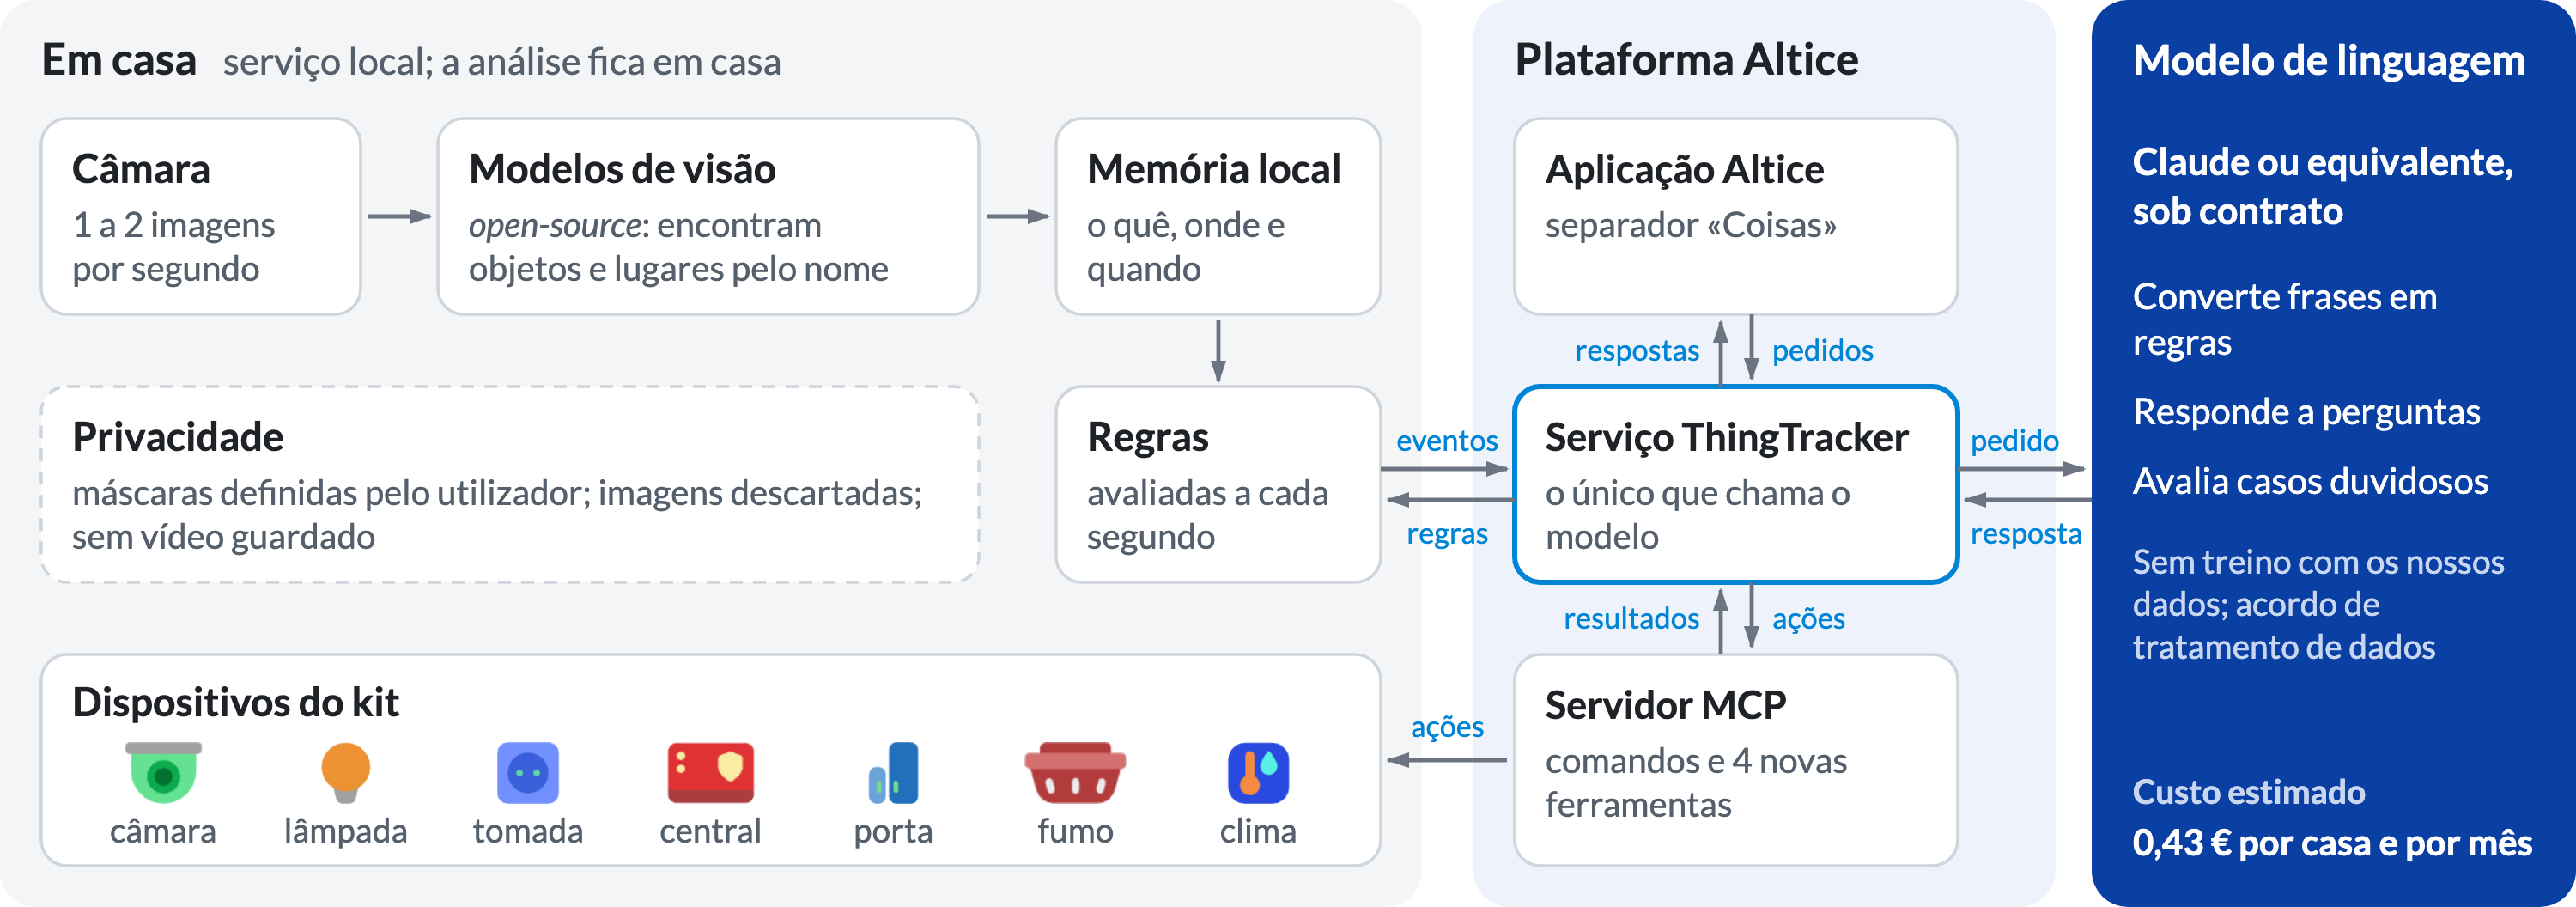 Em casa serviço local; a análise fica em casa
Câmara
1 a 2 imagens
por segundo
Modelos de visão
open-source: encontram
objetos e lugares pelo nome
Memória local
o quê, onde e
quando
Privacidade
máscaras definidas pelo utilizador; imagens descartadas;
sem vídeo guardado
Regras
avaliadas a cada
segundo
Dispositivos do kit
câmara
lâmpada
tomada
central
porta
fumo
clima
eventos
regras
ações
Plataforma Altice
Aplicação Altice
separador «Coisas»
respostas
pedidos
Serviço ThingTracker
o único que chama o
modelo
resultados
ações
Servidor MCP
comandos e 4 novas
ferramentas
pedido
resposta
Modelo de linguagem
Claude ou equivalente,
sob contrato
Converte frases em
regras
Responde a perguntas
Avalia casos duvidosos
Sem treino com os nossos
dados; acordo de
tratamento de dados
Custo estimado
0,43 € por casa e por mês